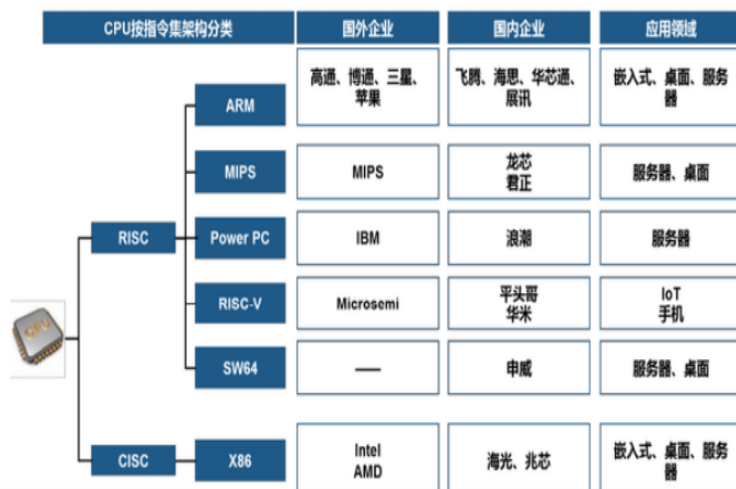 CPU按指令集架构分类
国外企业
国内企业
应用领域
ARM
高通、博通、三星、
苹果
飞腾、海思、华芯通、
展讯
嵌入式、桌面、服务
器
MIPS
MIPS
龙芯
君正
服务器、桌面
RISC
Power PC
IBM
浪潮
服务器
RISC-V
Microsemi
平头哥
华米
IoT
手机
CPU
SW64
——
申威
服务器、桌面
CISC
X86
Intel
AMD
海光、兆芯
嵌入式、桌面、服务
器